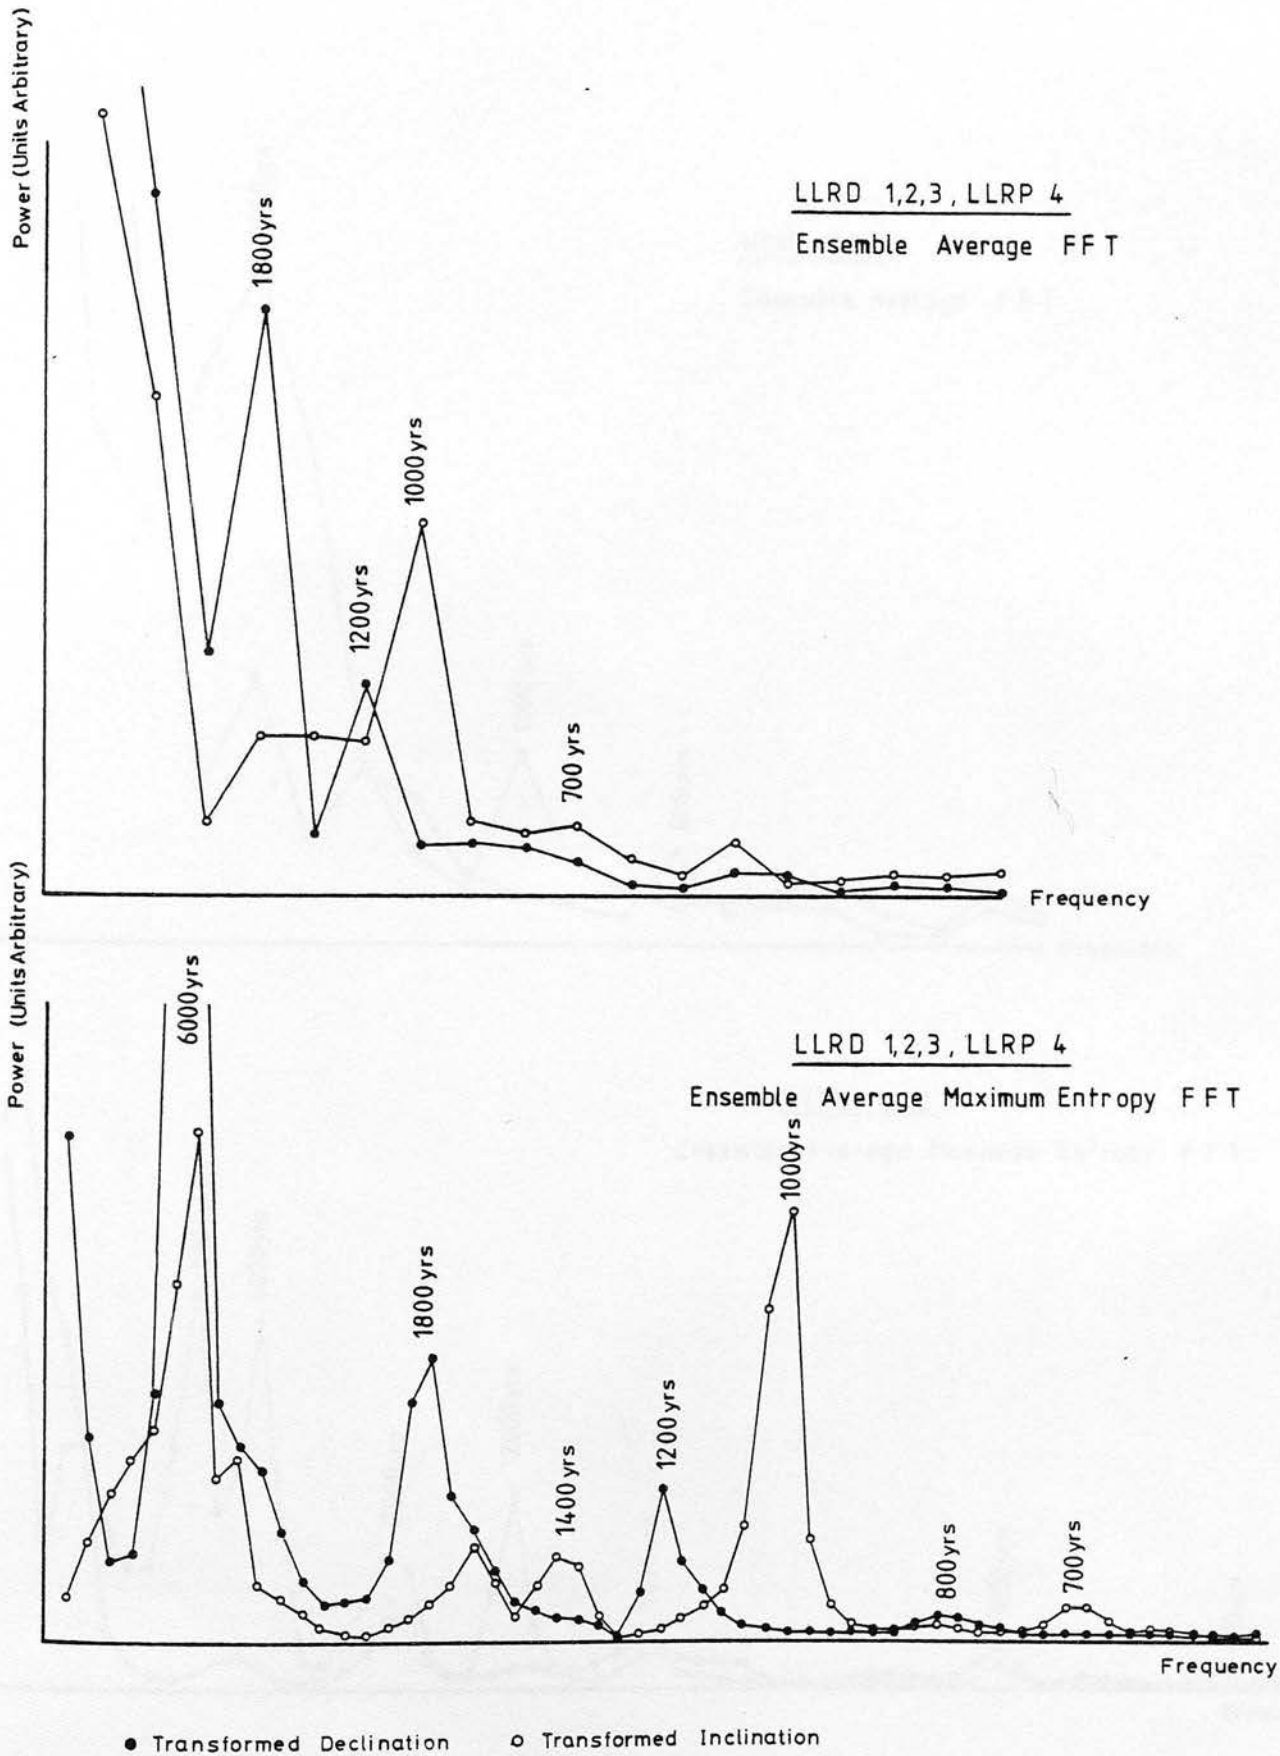 Power (Units Arbitrary)
LLRD 1,2,3, LLRP 4
Ensemble Average FFT
1800yrs
1000yrs
1200yrs
700yrs
Frequency
Power (Units Arbitrary)
6000yrs
LLRD 1,2,3, LLRP 4
Ensemble Average Maximum Entropy FFT
1000yrs
1800yrs
1200yrs
1400yrs
800yrs
700yrs
Frequency
Transformed Declination
Transformed Inclination